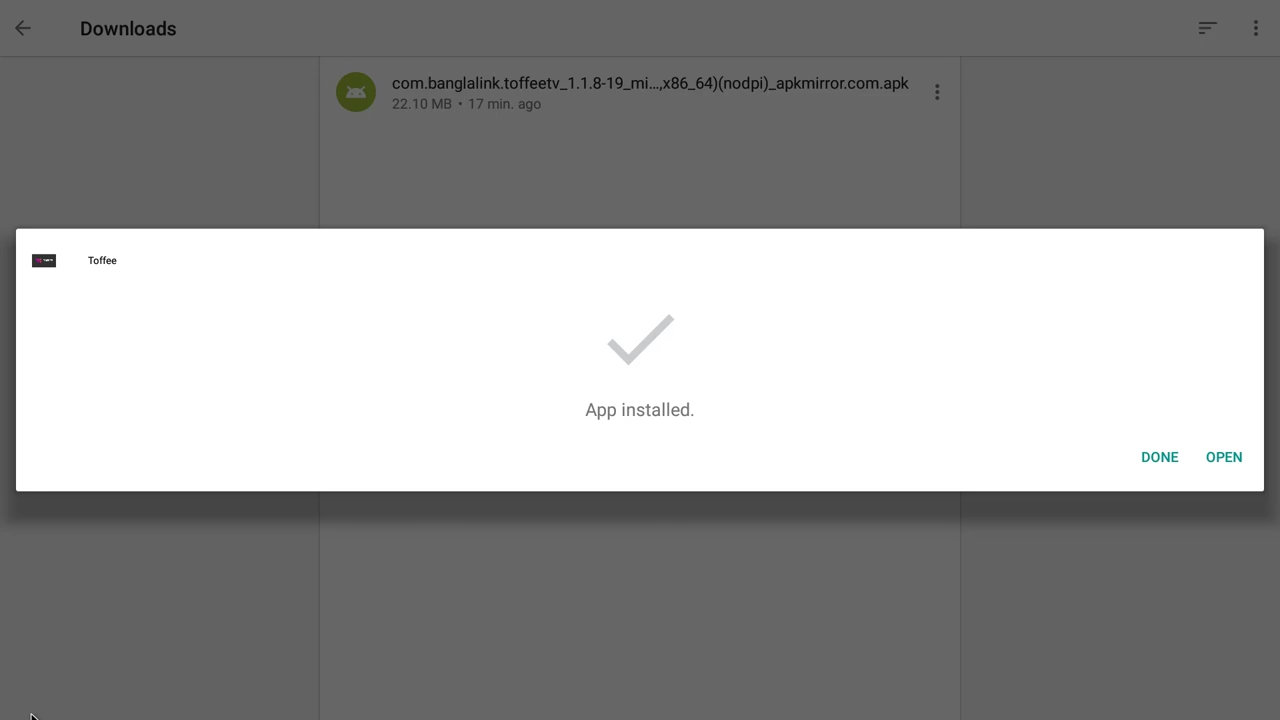 Downloads
com.banglalink.toffeetv_1.1.8-19_mi…,x86_64)(nodpi)_apkmirror.com.apk
22.10 MB • 17 min. ago
Toffee
App installed.
DONE OPEN